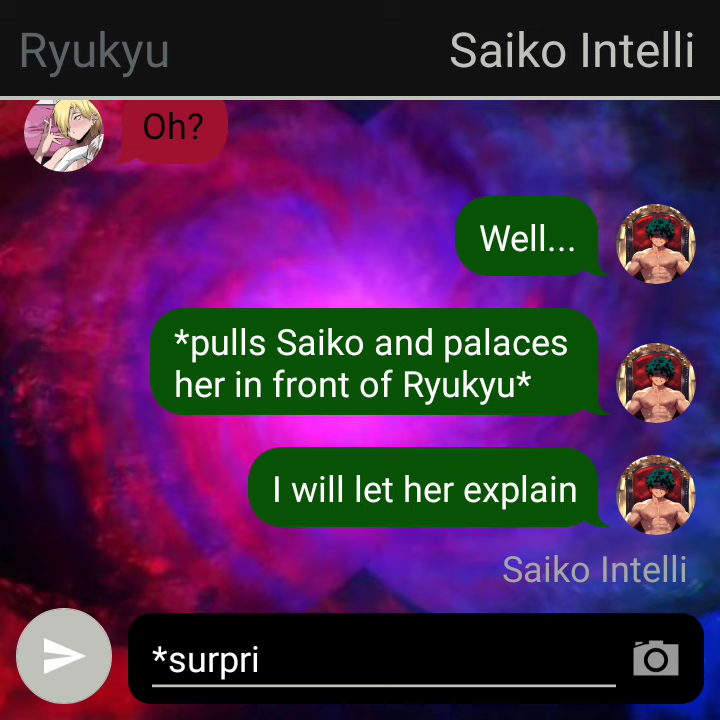 Ryukyu
Saiko Intelli
Oh?
Well...
*pulls Saiko and palaces
her in front of Ryukyu*
I will let her explain
Saiko Intelli
*surpri